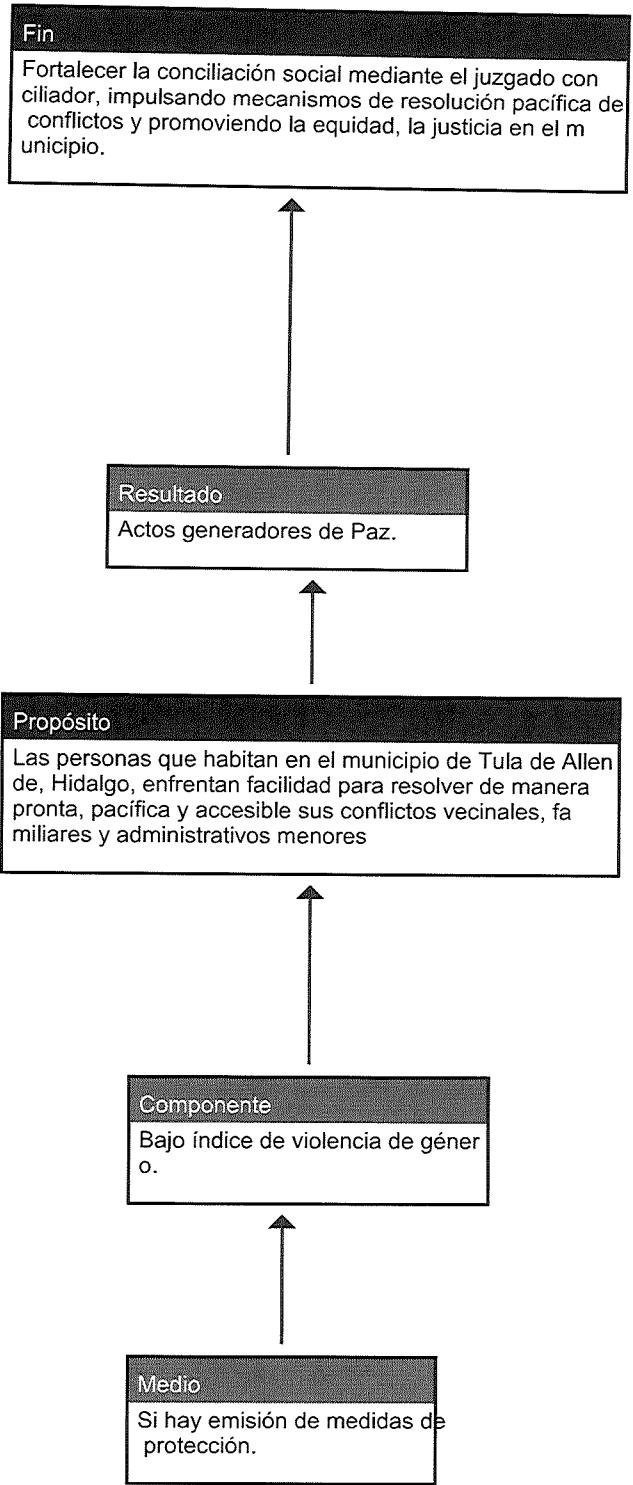 Fin
Fortalecer la conciliación social mediante el juzgado con
ciliador, impulsando mecanismos de resolución pacífica de
conflictos y promoviendo la equidad, la justicia en el m
unicipio.
Resultado
Actos generadores de Paz.
Propósito
Las personas que habitan en el municipio de Tula de Allen
de, Hidalgo, enfrentan facilidad para resolver de manera
pronta, pacífica y accesible sus conflictos vecinales, fa
miliares y administrativos menores
Componente
Bajo índice de violencia de géner
o.
Medio
Si hay emisión de medidas de
protección.